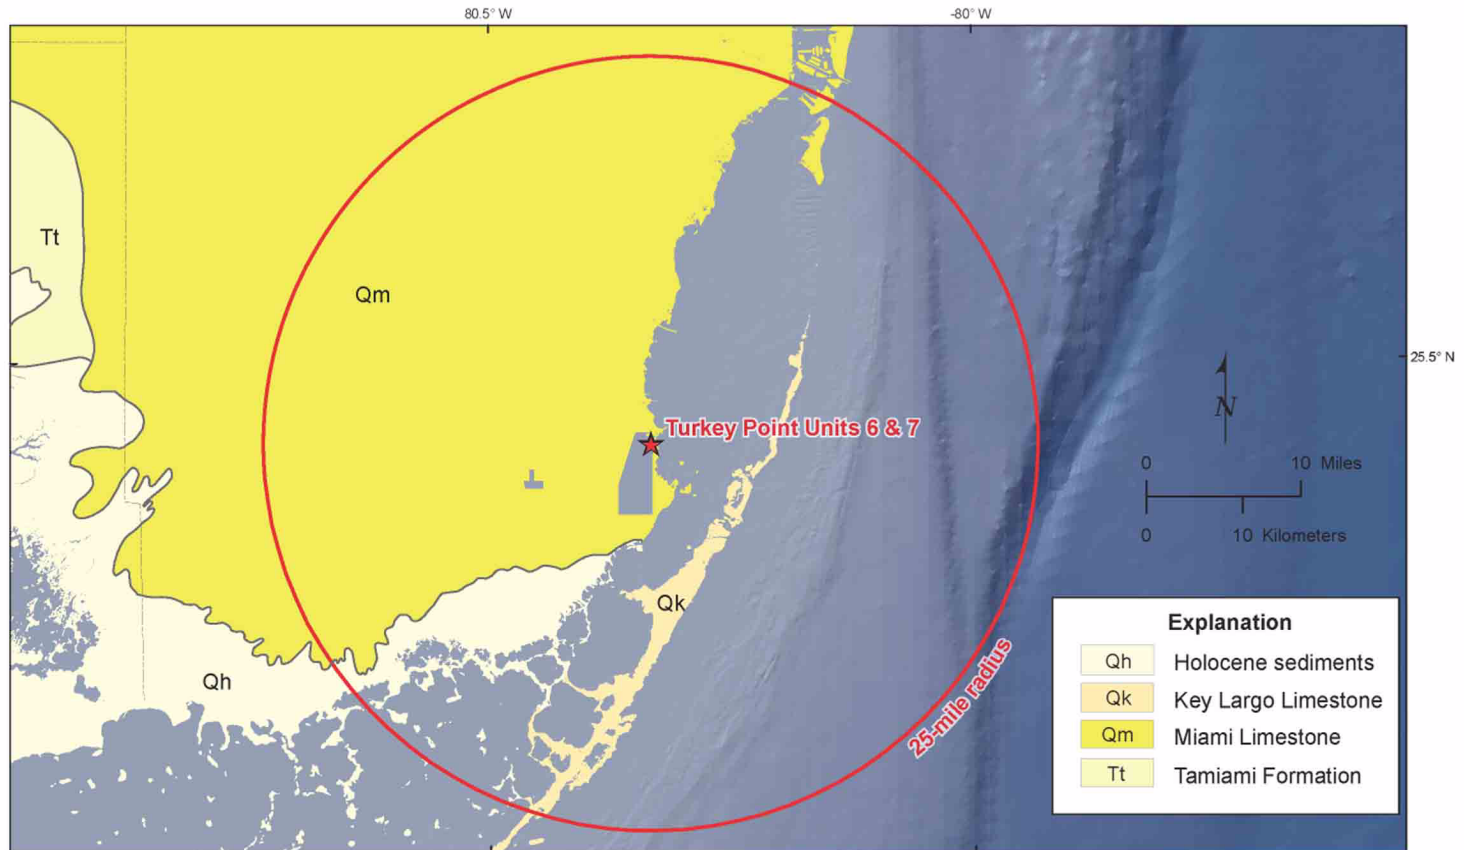 80.5° W
-80° W
Tt
Qm
25.5° N
Turkey Point Units 6 & 7
N
0 10 Miles
0 10 Kilometers
Qk
Qh
25-mile radius
Explanation
Qh Holocene sediments
Qk Key Largo Limestone
Qm Miami Limestone
Tt Tamiami Formation